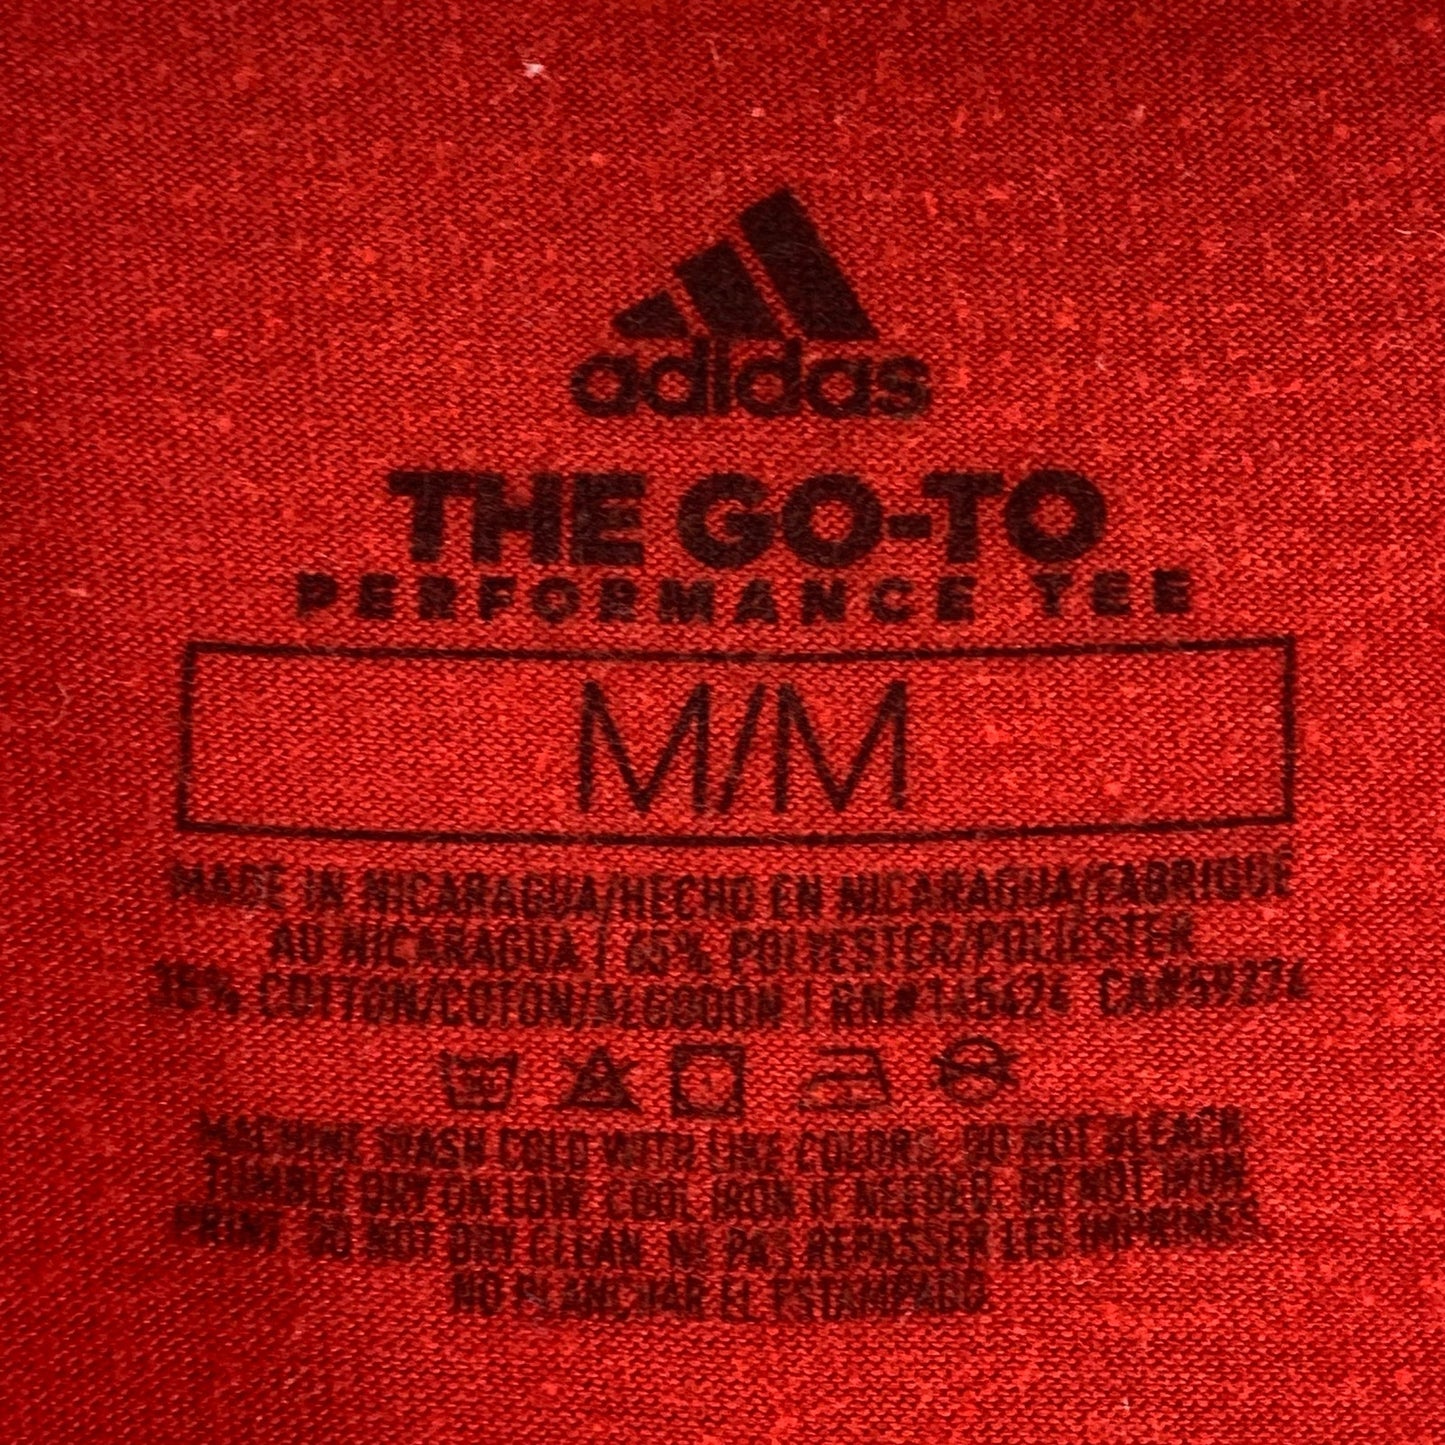 adidas
THE GO-TO
PERFORMANCE TEE
M/M
MADE IN NICARAGUA/HECHO EN NICARAGUA/FABRIQUÉ
AU NICARAGUA | 65% POLYESTER/POLIÉSTER
35% COTTON/COTON/ALGODÓN | RN#145424 CA#59274
30
MACHINE WASH COLD WITH LIKE COLORS. DO NOT BLEACH.
TUMBLE DRY ON LOW. COOL IRON IF NEEDED. DO NOT IRON
PRINT. DO NOT DRY CLEAN. NE PAS REPASSER LES IMPRIMÉS.
NO PLANCHAR EL ESTAMPADO.